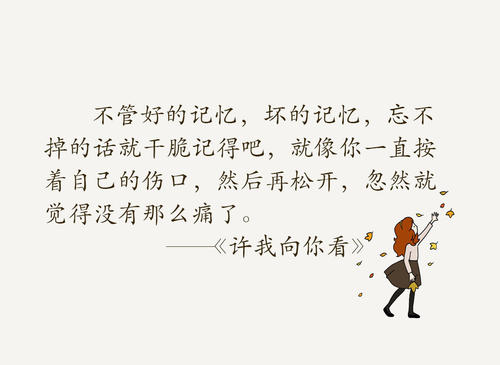 不管好的记忆，坏的记忆，忘不
掉的话就干脆记得吧，就像你一直按
着自己的伤口，然后再松开，忽然就
觉得没有那么痛了。
——《许我向你看》